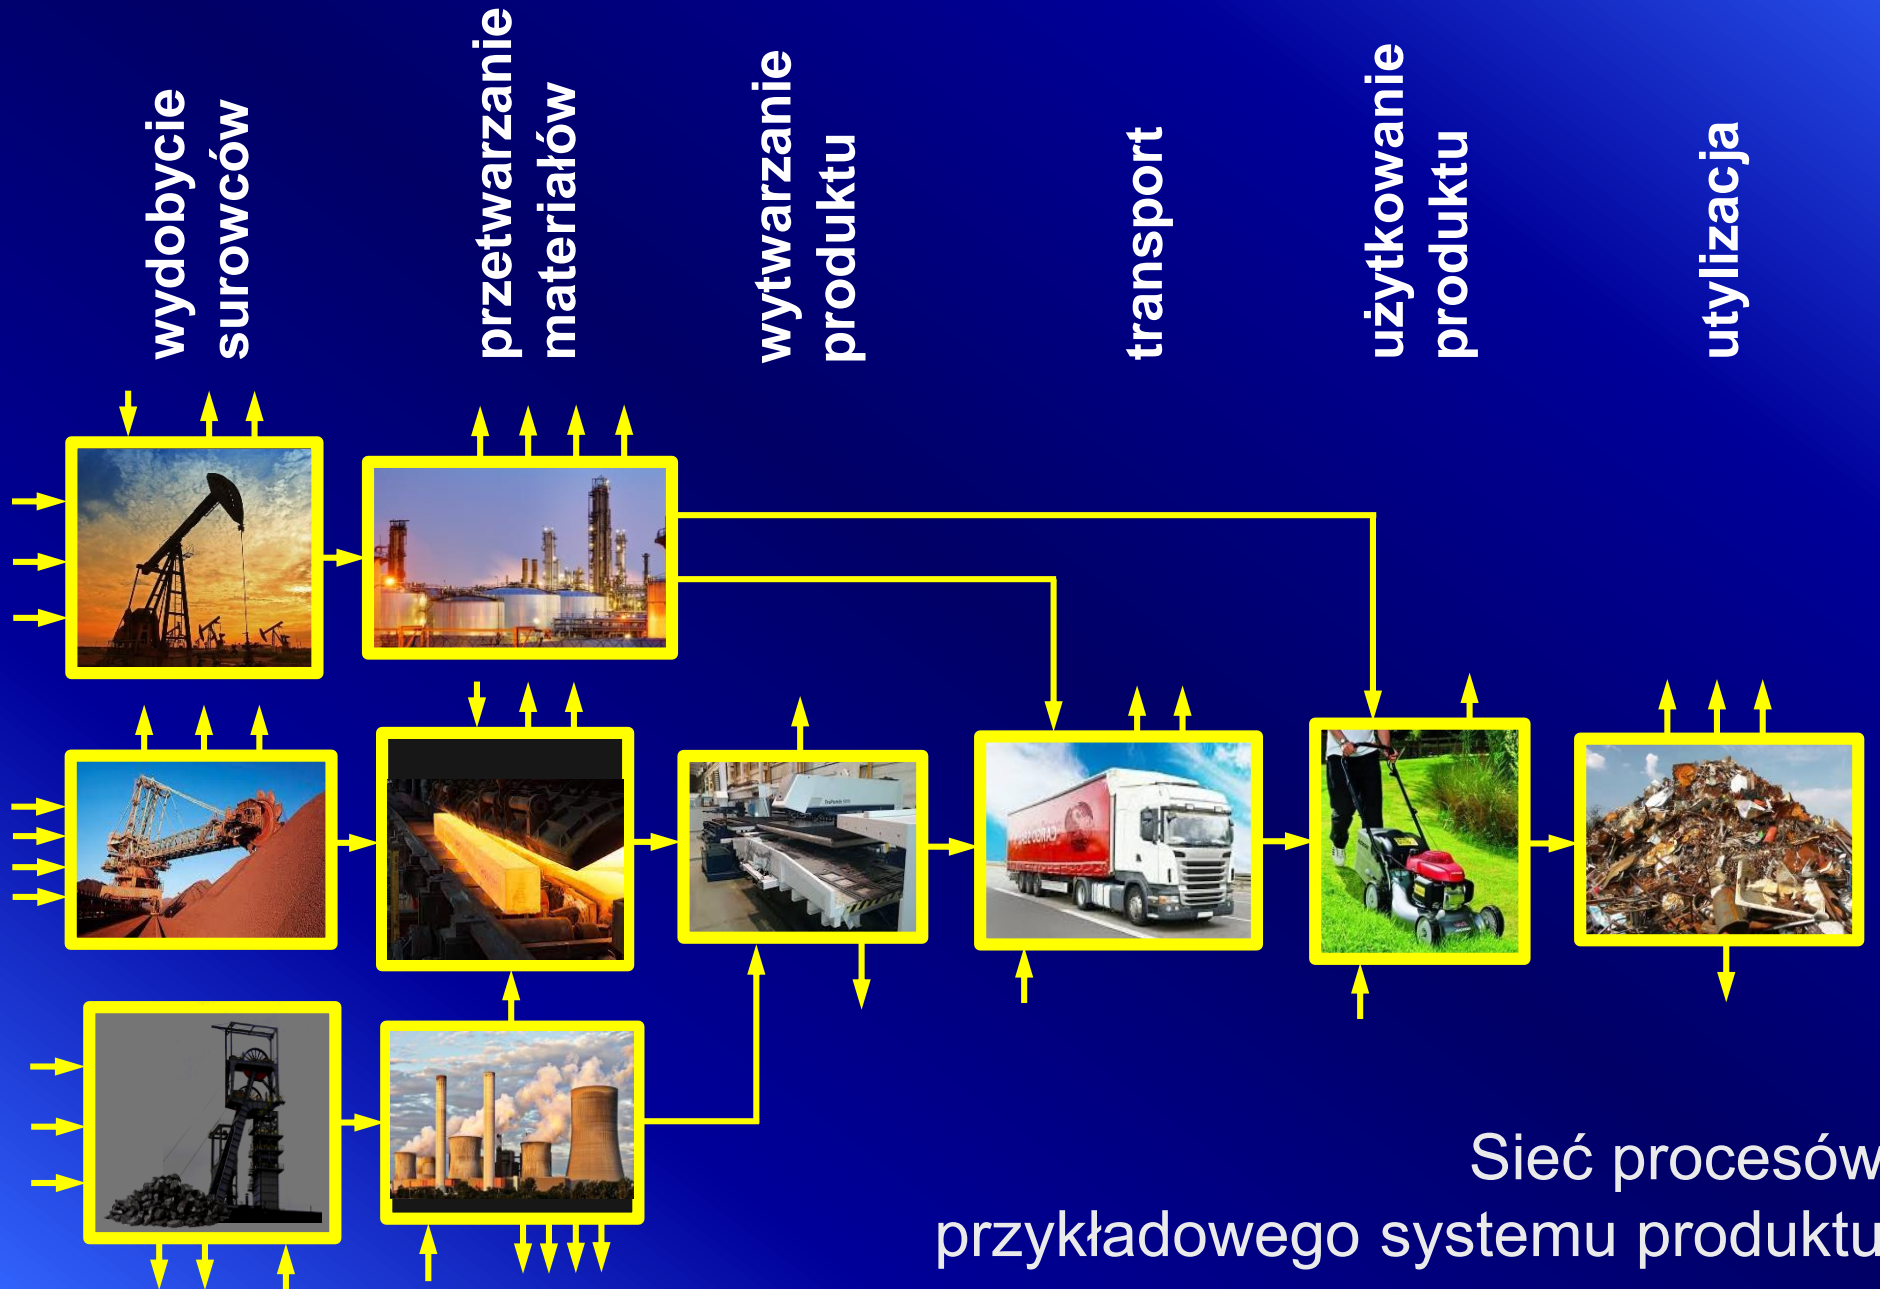 wydobycie
surowców
przetwarzanie
materiałów
wytwarzanie
produktu
transport
użytkowanie
produktu
utylizacja
Sieć procesów
przykładowego systemu produktu